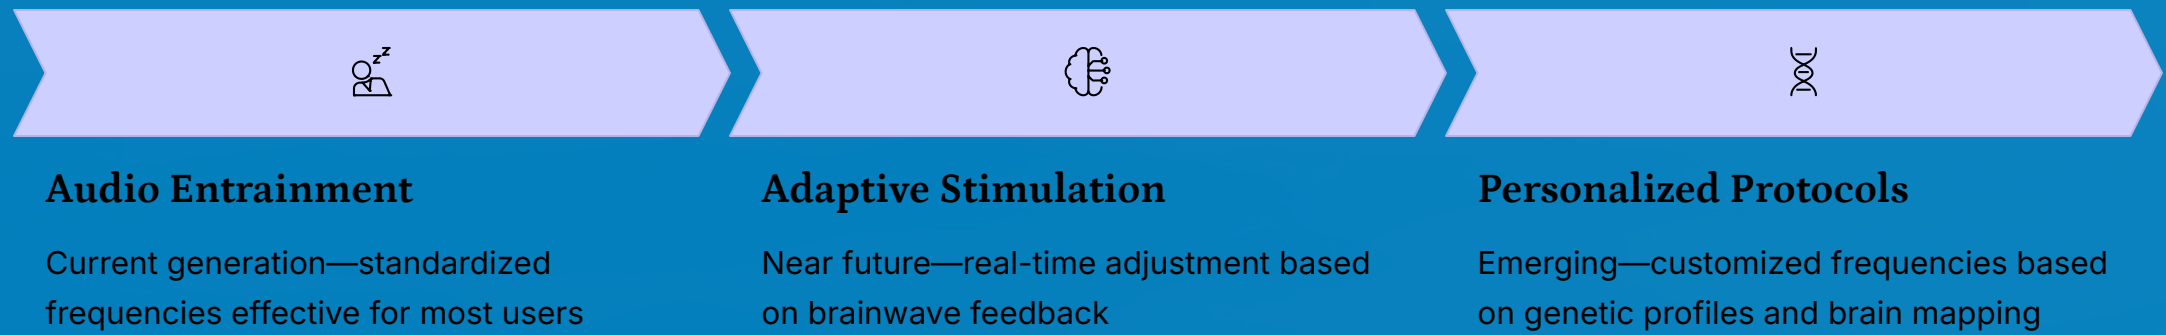 Audio Entrainment
Current generation—standardized
frequencies effective for most users
Adaptive Stimulation
Near future—real-time adjustment based
on brainwave feedback
Personalized Protocols
Emerging—customized frequencies based
on genetic profiles and brain mapping